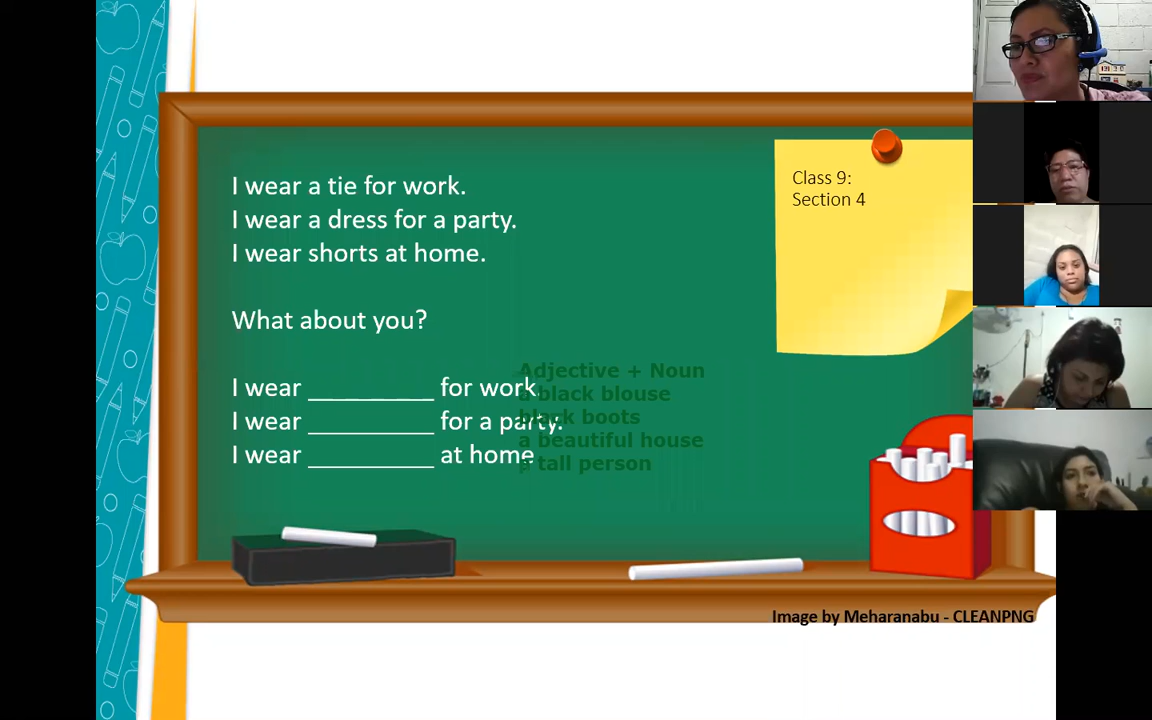 I wear a tie for work.
I wear a dress for a party.
I wear shorts at home.
What about you?
I wear __________ for work
I wear __________ for a party.
I wear __________ at home
Adjective + Noun
a black blouse
black boots
a beautiful house
a tall person
Class 9:
Section 4
Image by Meharanabu - CLEANPNG